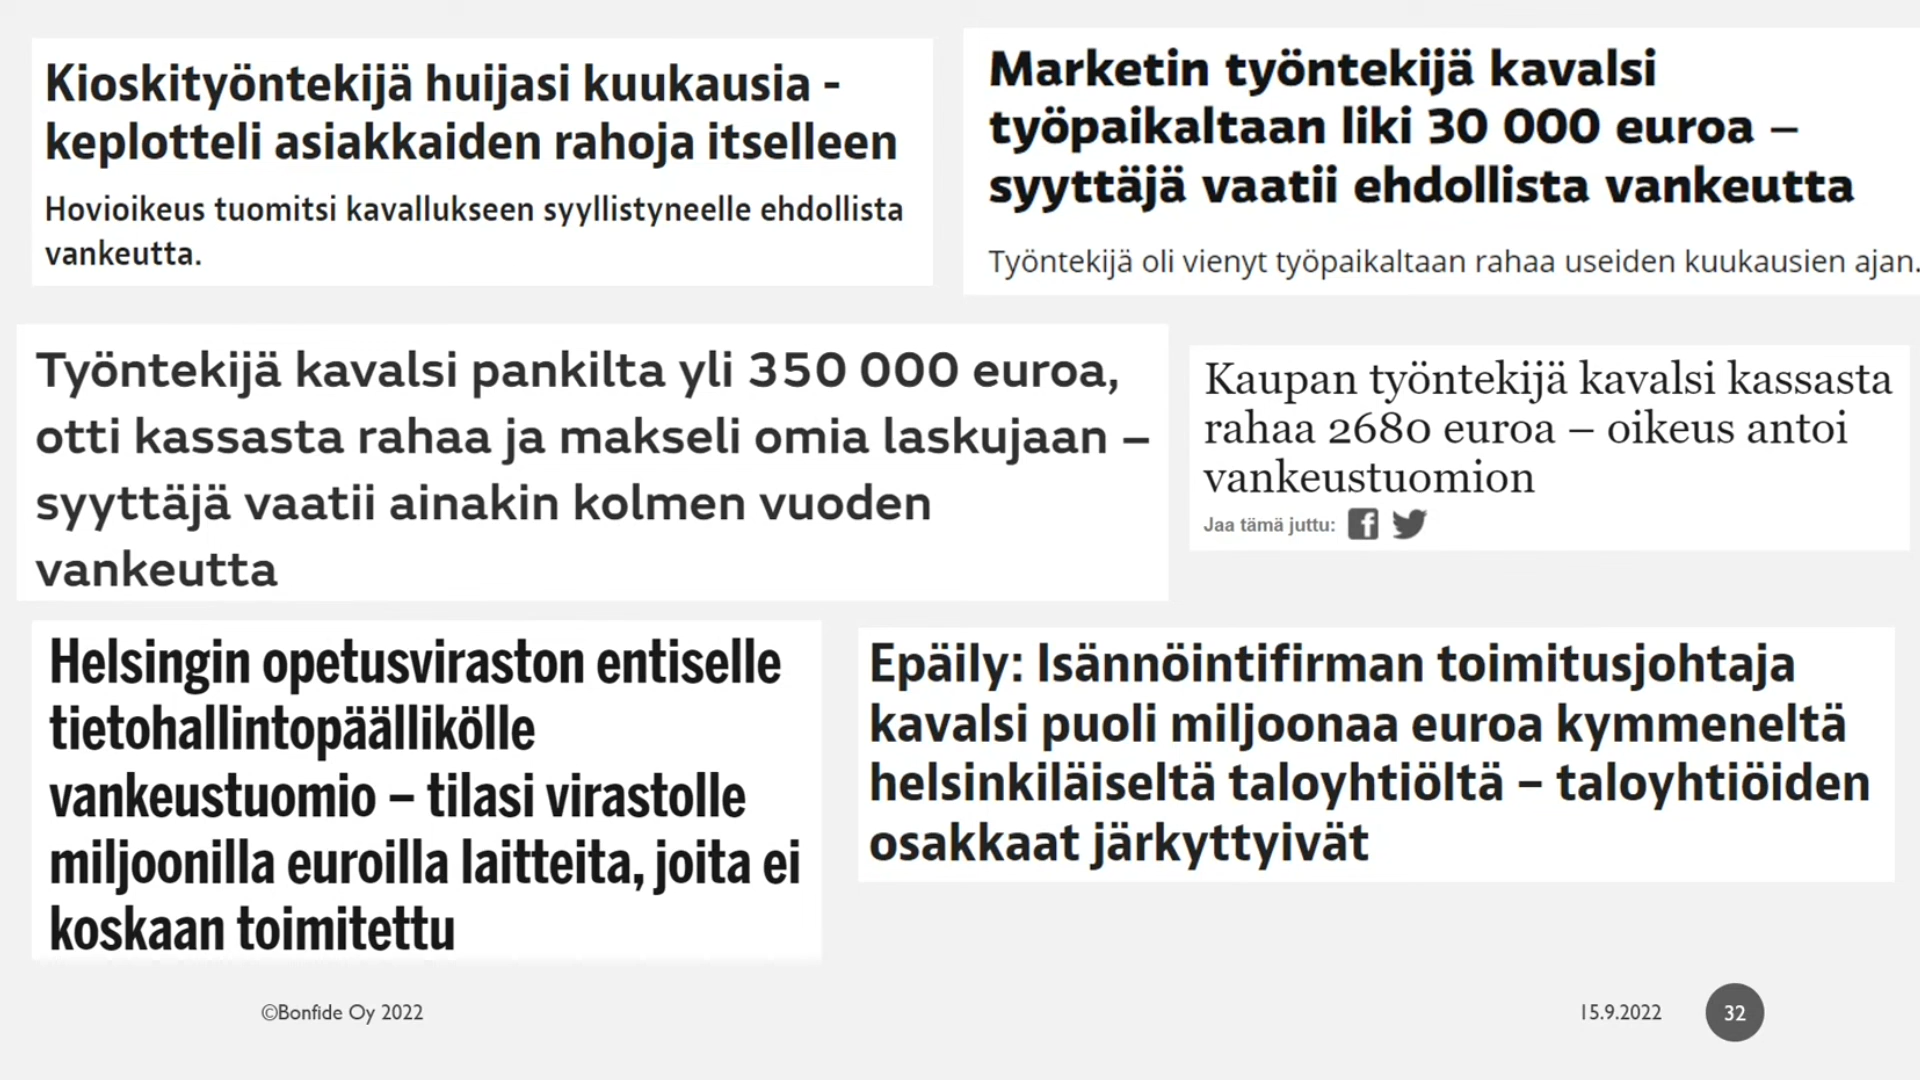 Kioskityöntekijä huijasi kuukausia -
keplotteli asiakkaiden rahoja itselleen
Hovioikeus tuomitsi kavallukseen syyllistyneelle ehdollista
vankeutta.
Marketin työntekijä kavalsi
työpaikaltaan liki 30 000 euroa –
syyttäjä vaatii ehdollista vankeutta
Työntekijä oli vienyt työpaikaltaan rahaa useiden kuukausien ajan.
Työntekijä kavalsi pankilta yli 350 000 euroa,
otti kassasta rahaa ja makseli omia laskujaan –
syyttäjä vaatii ainakin kolmen vuoden
vankeutta
Kaupan työntekijä kavalsi kassasta
rahaa 2680 euroa – oikeus antoi
vankeustuomion
Jaa tämä juttu:
Helsingin opetusviraston entiselle
tietohallintopäällikölle
vankeustuomio – tilasi virastolle
miljoonilla euroilla laitteita, joita ei
koskaan toimitettu
Epäily: Isännöintifirman toimitusjohtaja
kavalsi puoli miljoonaa euroa kymmeneltä
helsinkiläiseltä taloyhtiöltä – taloyhtiöiden
osakkaat järkyttyivät
©Bonfide Oy 2022
15.9.2022
32